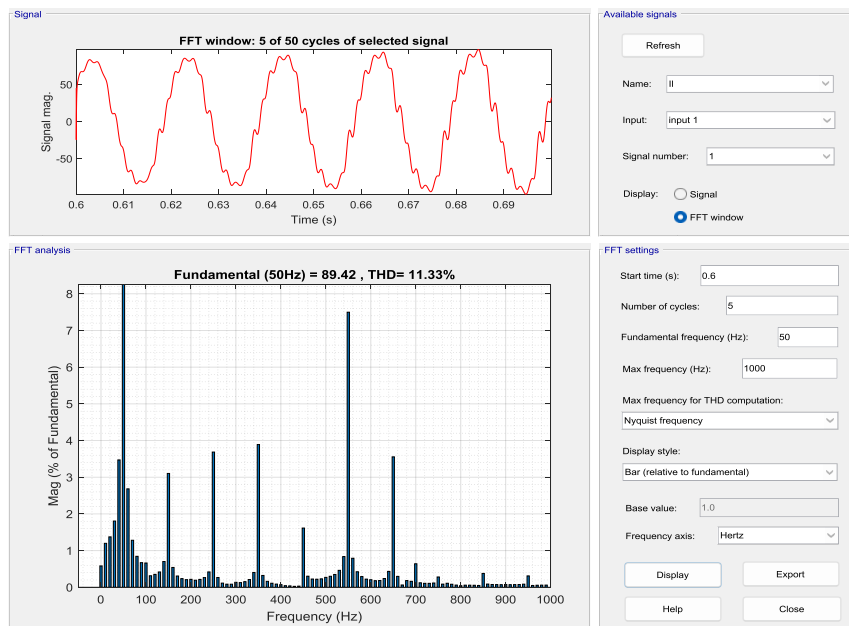 Signal
FFT window: 5 of 50 cycles of selected signal
50
0
-50
Signal mag.
0.6 0.61 0.62 0.63 0.64 0.65 0.66 0.67 0.68 0.69
Time (s)
Available signals
Refresh
Name: Il
Input: input 1
Signal number: 1
Display: Signal
FFT window
FFT analysis
Fundamental (50Hz) = 89.42 , THD= 11.33%
8
7
6
5
4
3
2
1
0
Mag (% of Fundamental)
0 100 200 300 400 500 600 700 800 900 1000
Frequency (Hz)
FFT settings
Start time (s): 0.6
Number of cycles: 5
Fundamental frequency (Hz): 50
Max frequency (Hz): 1000
Max frequency for THD computation:
Nyquist frequency
Display style:
Bar (relative to fundamental)
Base value: 1.0
Frequency axis: Hertz
Display Export
Help Close